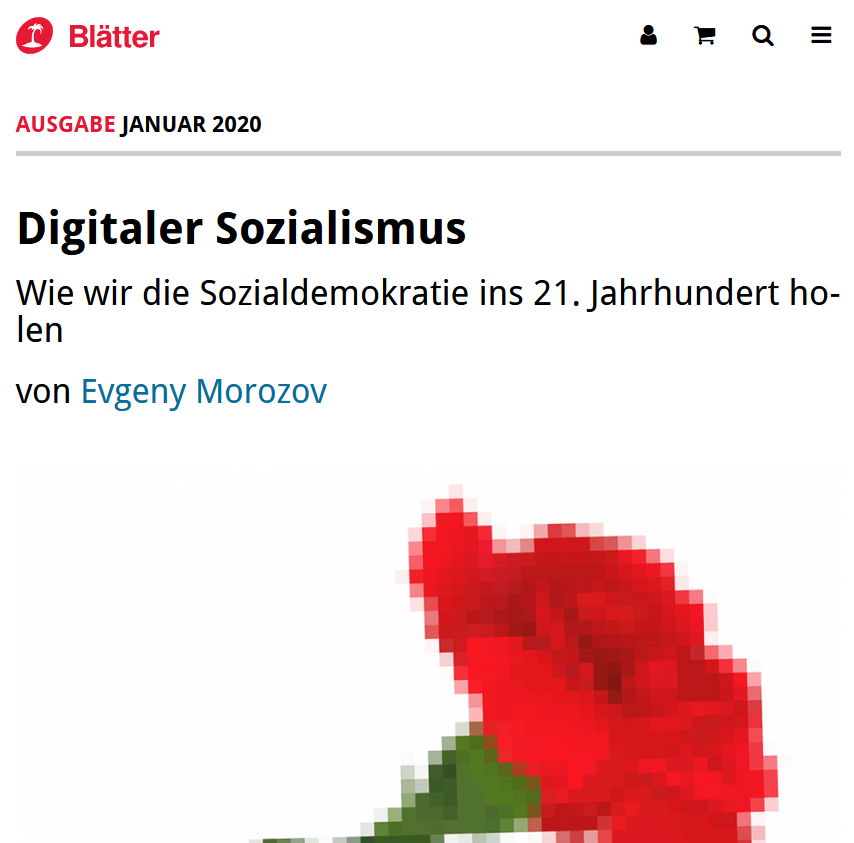 Blätter
AUSGABE JANUAR 2020
Digitaler Sozialismus
Wie wir die Sozialdemokratie ins 21. Jahrhundert ho-
len
von Evgeny Morozov